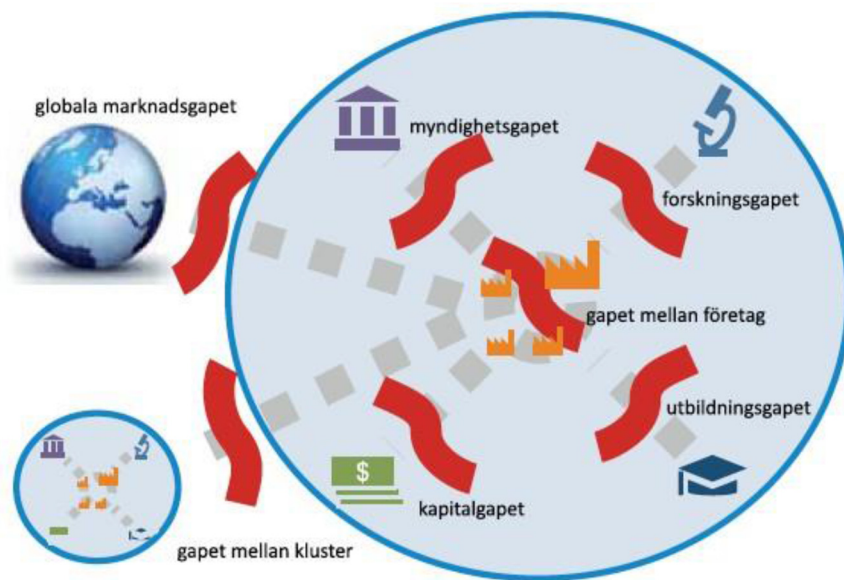 globala marknadsgapet
myndighetsgapet
forskningsgapet
gapet mellan företag
utbildningsgapet
$
kapitalgapet
gapet mellan kluster